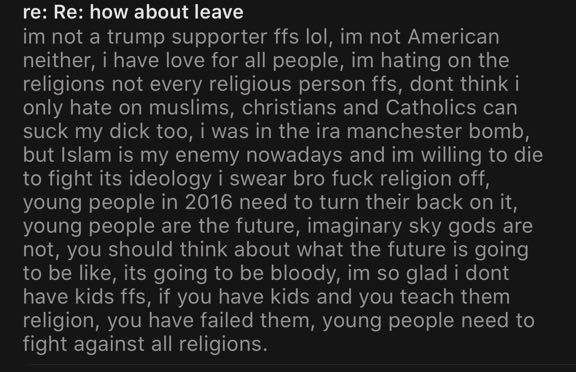 re: Re: how about leave
im not a trump supporter ffs lol, im not American
neither, i have love for all people, im hating on the
religions not every religious person ffs, dont think i
only hate on muslims, christians and Catholics can
suck my dick too, i was in the ira manchester bomb,
but Islam is my enemy nowadays and im willing to die
to fight its ideology i swear bro fuck religion off,
young people in 2016 need to turn their back on it,
young people are the future, imaginary sky gods are
not, you should think about what the future is going
to be like, its going to be bloody, im so glad i dont
have kids ffs, if you have kids and you teach them
religion, you have failed them, young people need to
fight against all religions.